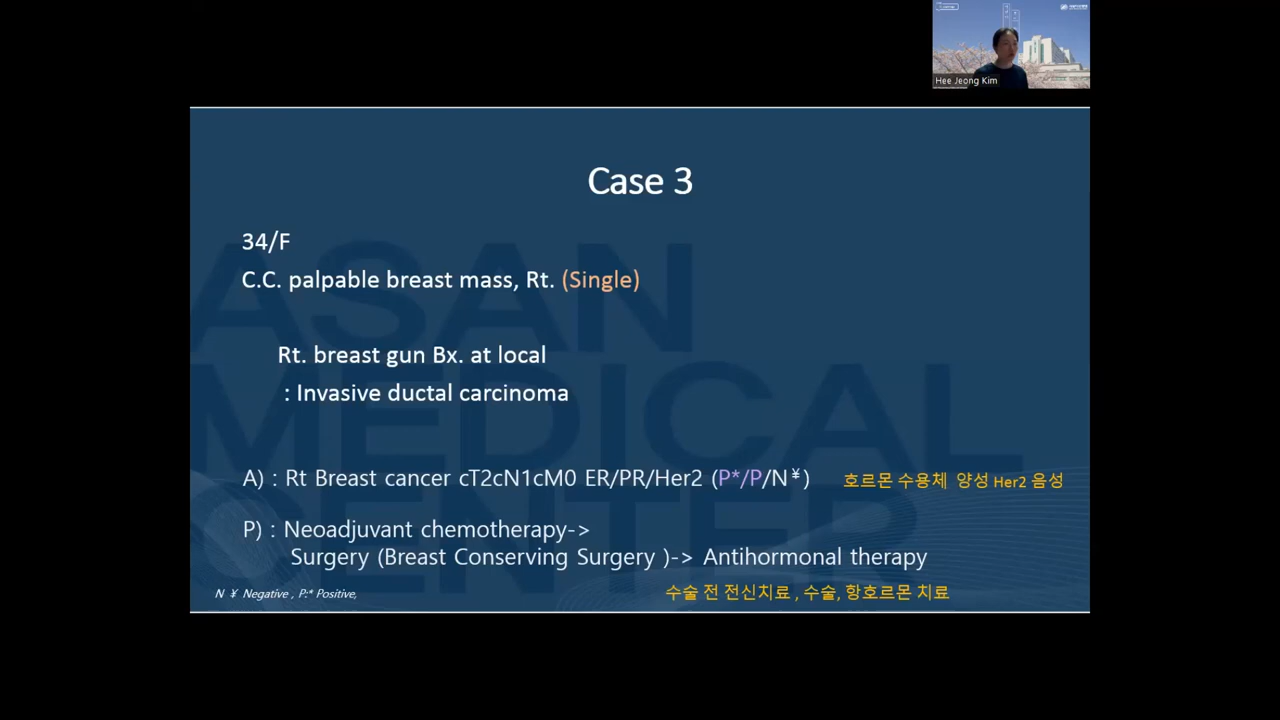 Hee Jeong Kim
ASAN
MEDICAL
CENTER
Case 3
34/F
C.C. palpable breast mass, Rt. (Single)
Rt. breast gun Bx. at local
: Invasive ductal carcinoma
A) : Rt Breast cancer cT2cN1cM0 ER/PR/Her2 (P*/P/N¥) 호르몬 수용체 양성 Her2 음성
P) : Neoadjuvant chemotherapy->
Surgery (Breast Conserving Surgery )-> Antihormonal therapy
N ¥ Negative , P:* Positive,
수술 전 전신치료 , 수술, 항호르몬 치료